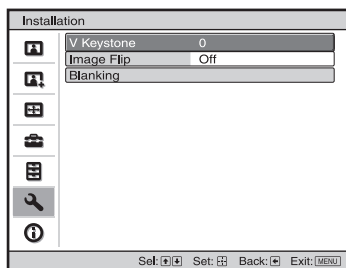 Installation
V Keystone 0
Image Flip Off
Blanking
Sel: Set: Back: Exit: MENU